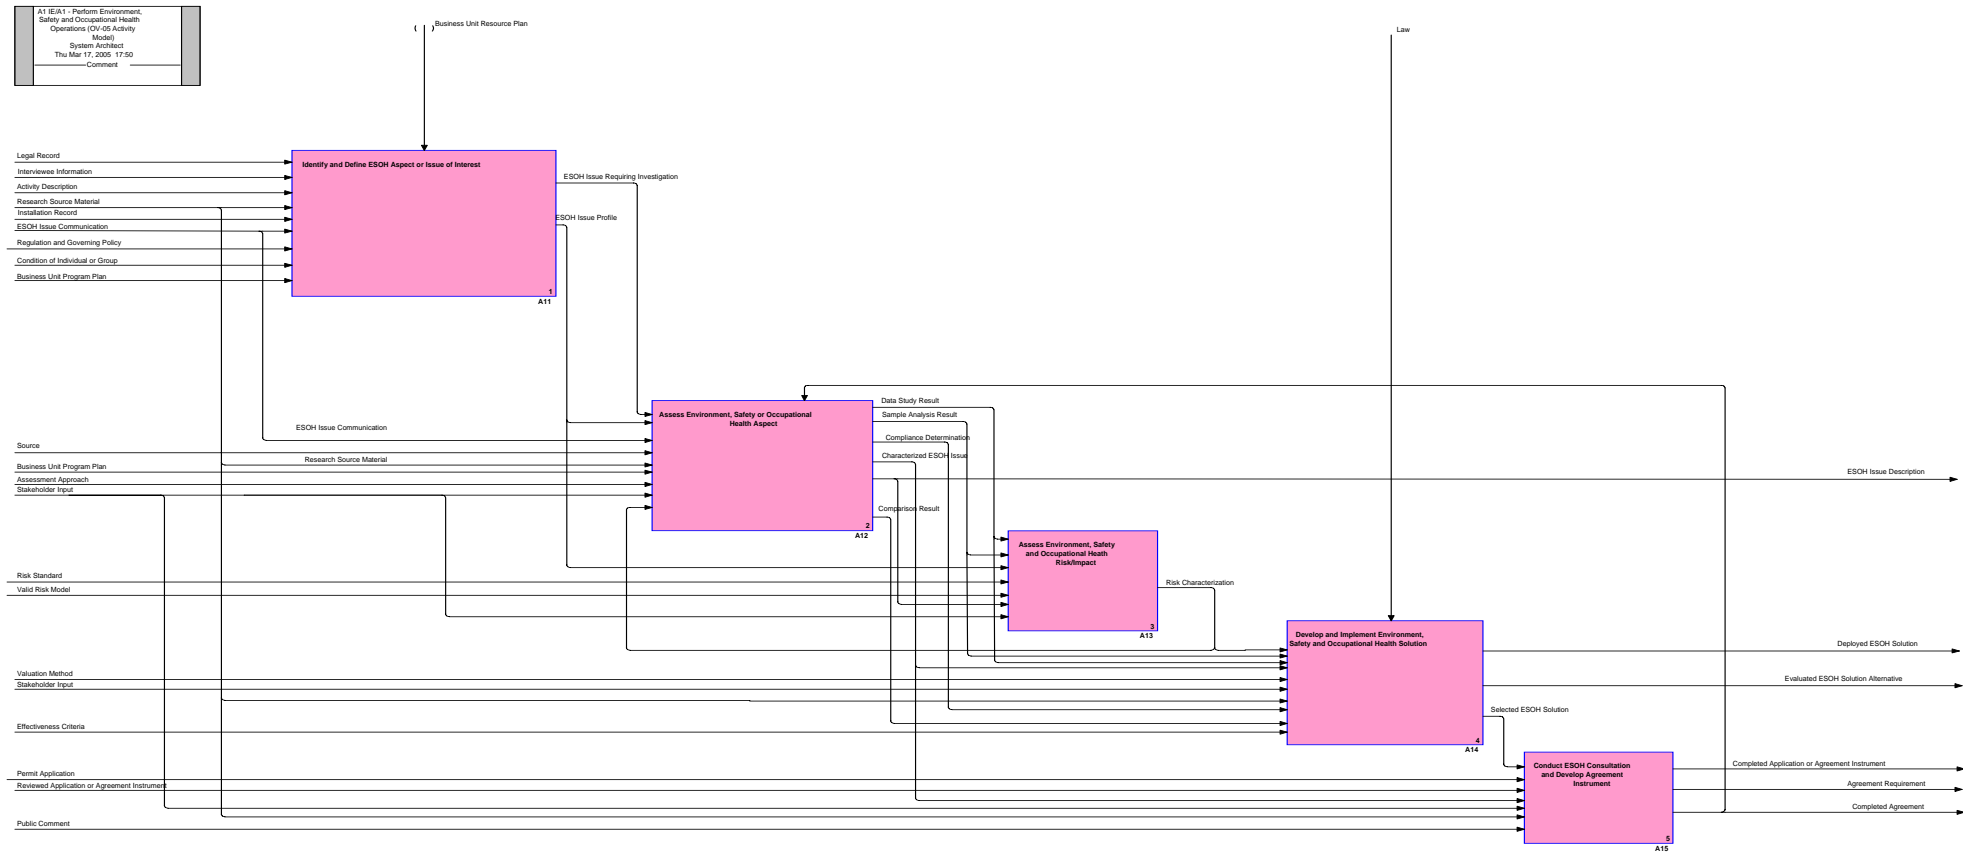 A1 IE/A1 - Perform Environment,
Safety and Occupational Health
Operations (OV-05 Activity
Model)
System Architect
Thu Mar 17, 2005  17:50
Comment
( )
Business Unit Resource Plan
Law
Legal Record
Interviewee Information
Activity Description
Research Source Material
Installation Record
ESOH Issue Communication
Regulation and Governing Policy
Condition of Individual or Group
Business Unit Program Plan
Identify and Define ESOH Aspect or Issue of Interest
1
A11
ESOH Issue Requiring Investigation
ESOH Issue Profile
ESOH Issue Communication
Source
Research Source Material
Business Unit Program Plan
Assessment Approach
Stakeholder Input
Assess Environment, Safety or Occupational
Health Aspect
2
A12
Data Study Result
Sample Analysis Result
Compliance Determination
Characterized ESOH Issue
ESOH Issue Description
Comparison Result
Risk Standard
Valid Risk Model
Assess Environment, Safety
and Occupational Heath
Risk/Impact
3
A13
Risk Characterization
Valuation Method
Stakeholder Input
Effectiveness Criteria
Develop and Implement Environment,
Safety and Occupational Health Solution
4
A14
Deployed ESOH Solution
Evaluated ESOH Solution Alternative
Selected ESOH Solution
Permit Application
Reviewed Application or Agreement Instrument
Public Comment
Conduct ESOH Consultation
and Develop Agreement
Instrument
5
A15
Completed Application or Agreement Instrument
Agreement Requirement
Completed Agreement